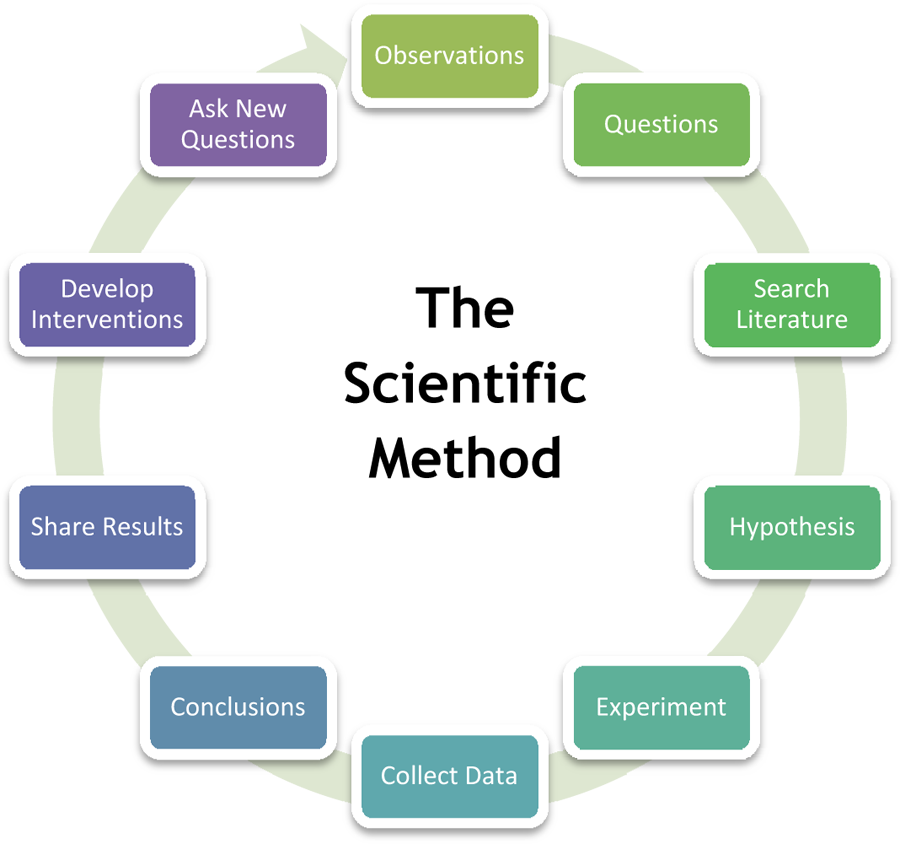 Observations
Questions
Search
Literature
Hypothesis
Experiment
Collect Data
Conclusions
Share Results
Develop
Interventions
Ask New
Questions
The
Scientific
Method